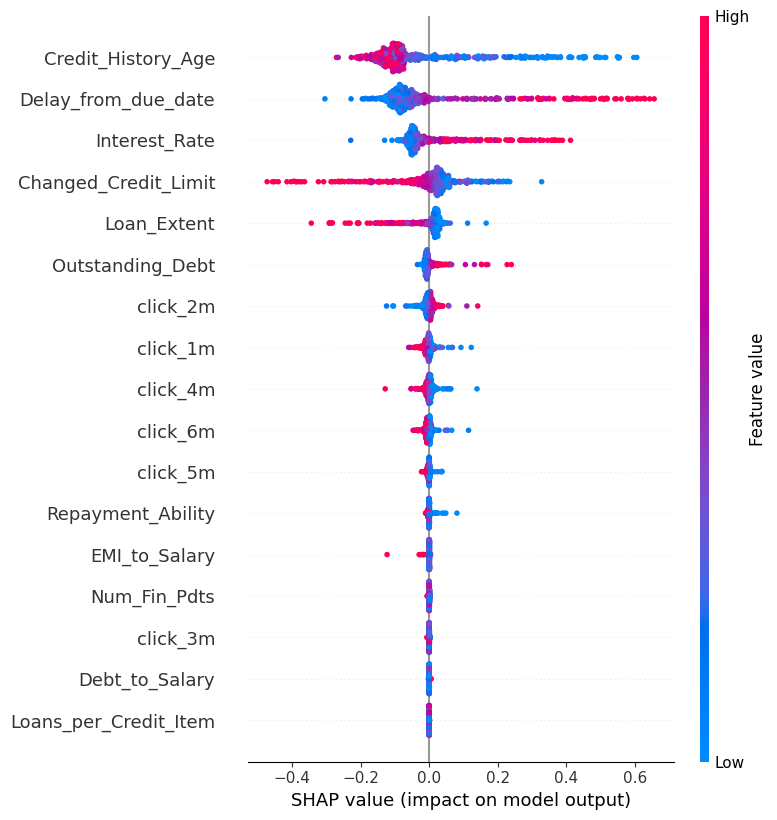 High
Credit_History_Age
Delay_from_due_date
Interest_Rate
Changed_Credit_Limit
Loan_Extent
Outstanding_Debt
click_2m
click_1m
click_4m
click_6m
click_5m
Repayment_Ability
EMI_to_Salary
Num_Fin_Pdts
click_3m
Debt_to_Salary
Loans_per_Credit_Item
Feature value
Low
−0.4 −0.2 0.0 0.2 0.4 0.6
SHAP value (impact on model output)